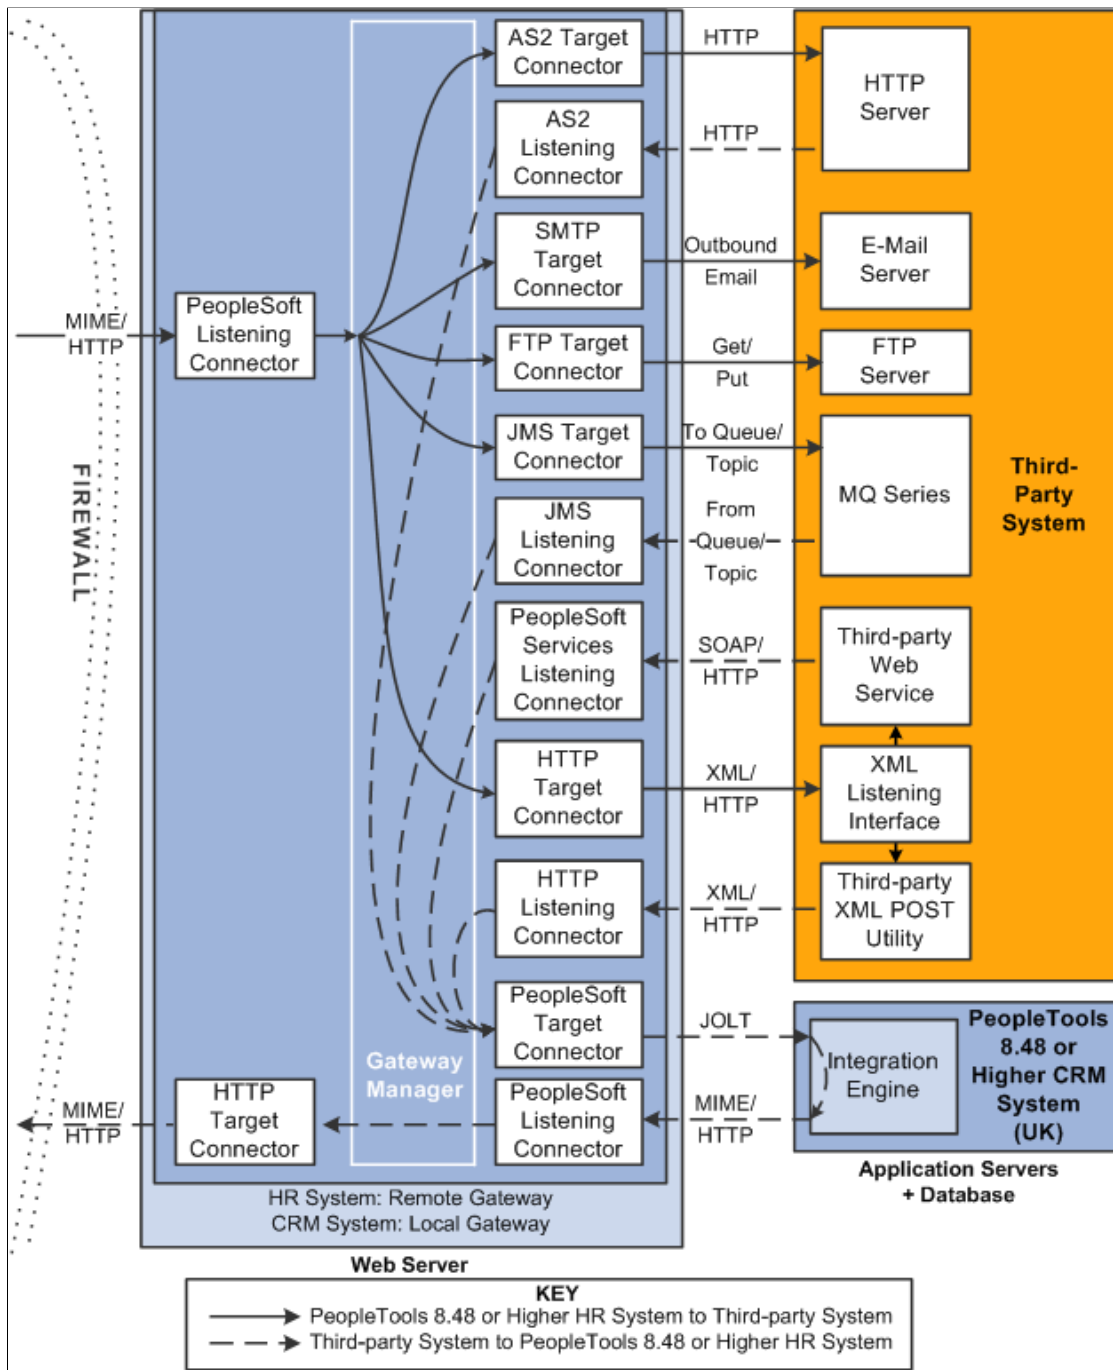 AS2 Target
Connector
HTTP
HTTP
Server
AS2
Listening
Connector
HTTP
SMTP
Target
Connector
Outbound
Email
E-Mail
Server
MIME/
HTTP
PeopleSoft
Listening
Connector
FTP Target
Connector
Get/
Put
FTP
Server
JMS Target
Connector
To Queue/
Topic
MQ Series
Third-
Party
System
FIREWALL
JMS
Listening
Connector
From
Queue/
Topic
PeopleSoft
Services
Listening
Connector
SOAP/
HTTP
Third-party
Web
Service
HTTP
Target
Connector
XML/
HTTP
XML
Listening
Interface
HTTP
Listening
Connector
XML/
HTTP
Third-party
XML POST
Utility
PeopleSoft
Target
Connector
JOLT
Integration
Engine
PeopleTools
8.48 or
Higher CRM
System
(UK)
Gateway
Manager
MIME/
HTTP
HTTP
Target
Connector
PeopleSoft
Listening
Connector
MIME/
HTTP
Application Servers
+ Database
HR System: Remote Gateway
CRM System: Local Gateway
Web Server
KEY
PeopleTools 8.48 or Higher HR System to Third-party System
Third-party System to PeopleTools 8.48 or Higher HR System